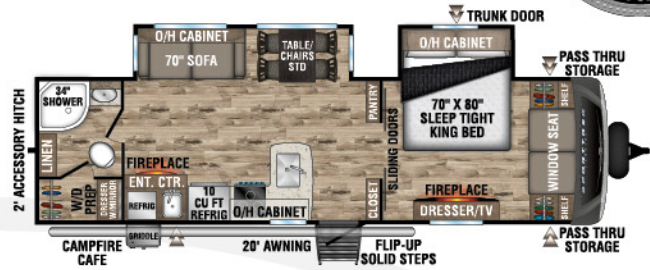 TRUNK DOOR
O/H CABINET
70" SOFA
TABLE/
CHAIRS
STD
O/H CABINET
PASS THRU
STORAGE
2' ACCESSORY HITCH
34"
SHOWER
LINEN
PANTRY
SLIDING DOORS
70" X 80"
SLEEP TIGHT
KING BED
SHELF
WINDOW SEAT
SHELF
FIREPLACE
ENT. CTR.
W/D
PREP
DRESSER
W/MIRROR
REFRIG
10
CU FT
REFRIG
O/H CABINET
CLOSET
FIREPLACE
DRESSER/TV
CAMPFIRE
CAFE
GRIDDLE
20' AWNING
FLIP-UP
SOLID STEPS
PASS THRU
STORAGE